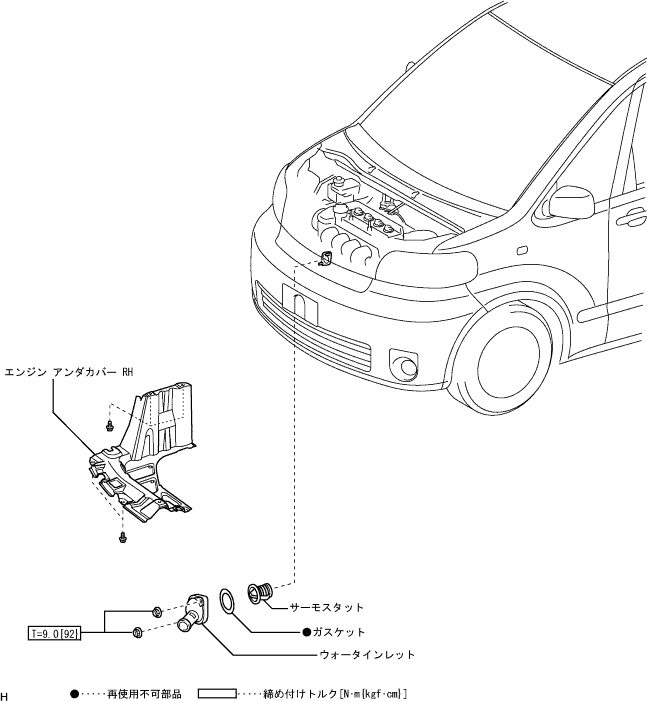 エンジン アンダカバー RH
サーモスタット
●ガスケット
T=9.0[92]
ウォータインレット
H
●‥‥‥再使用不可部品
‥‥‥締め付けトルク[N・m{kgf・cm}]